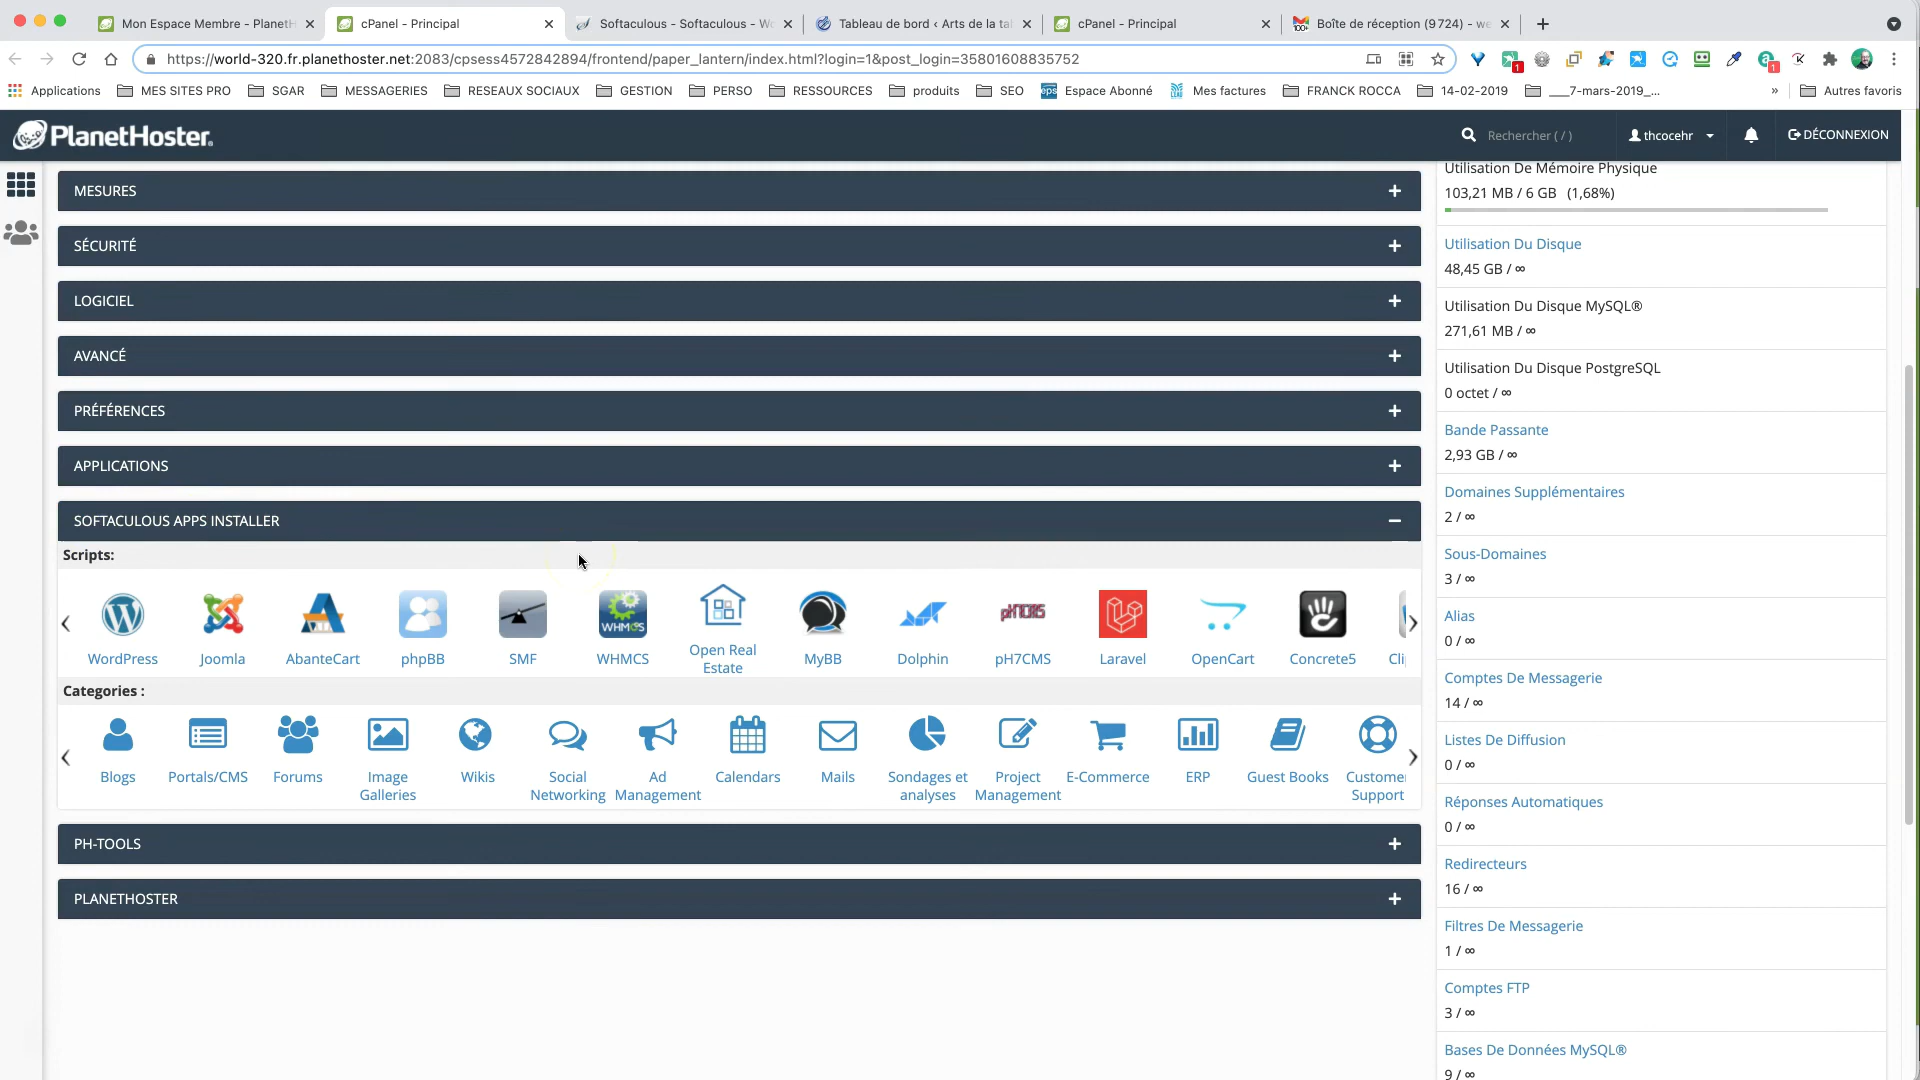 Mon Espace Membre - PlanetH
cPanel - Principal
Softaculous - Softaculous - Wo
Tableau de bord ‹ Arts de la ta
cPanel - Principal
Boîte de réception (9 724) - we
https://world-320.fr.planethoster.net:2083/cpsess4572842894/frontend/paper_lantern/index.html?login=1&post_login=35801608835752
Applications
MES SITES PRO
SGAR
MESSAGERIES
RESEAUX SOCIAUX
GESTION
PERSO
RESSOURCES
produits
SEO
Espace Abonné
Mes factures
FRANCK ROCCA
14-02-2019
___7-mars-2019_...
»
Autres favoris
PlanetHoster
Rechercher ( / )
thcocehr
DÉCONNEXION
MESURES
SÉCURITÉ
LOGICIEL
AVANCÉ
PRÉFÉRENCES
APPLICATIONS
SOFTACULOUS APPS INSTALLER
Scripts:
WordPress
Joomla
AbanteCart
phpBB
SMF
WHMCS
Open Real
Estate
MyBB
Dolphin
pH7CMS
Laravel
OpenCart
Concrete5
Cli
Categories :
Blogs
Portals/CMS
Forums
Image
Galleries
Wikis
Social
Networking
Ad
Management
Calendars
Mails
Sondages et
analyses
Project
Management
E-Commerce
ERP
Guest Books
Customer
Support
PH-TOOLS
PLANETHOSTER
Utilisation De Mémoire Physique
103,21 MB / 6 GB (1,68%)
Utilisation Du Disque
48,45 GB / ∞
Utilisation Du Disque MySQL®
271,61 MB / ∞
Utilisation Du Disque PostgreSQL
0 octet / ∞
Bande Passante
2,93 GB / ∞
Domaines Supplémentaires
2 / ∞
Sous-Domaines
3 / ∞
Alias
0 / ∞
Comptes De Messagerie
14 / ∞
Listes De Diffusion
0 / ∞
Réponses Automatiques
0 / ∞
Redirecteurs
16 / ∞
Filtres De Messagerie
1 / ∞
Comptes FTP
3 / ∞
Bases De Données MySQL®
9 / ∞